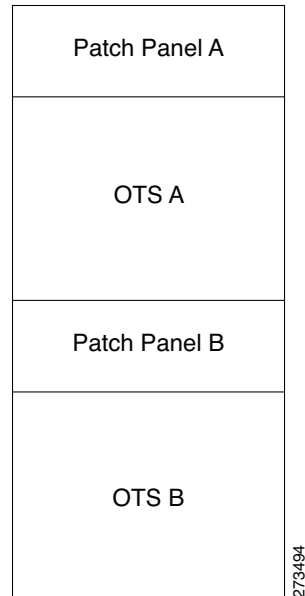 Patch Panel A
OTS A
Patch Panel B
OTS B
273494